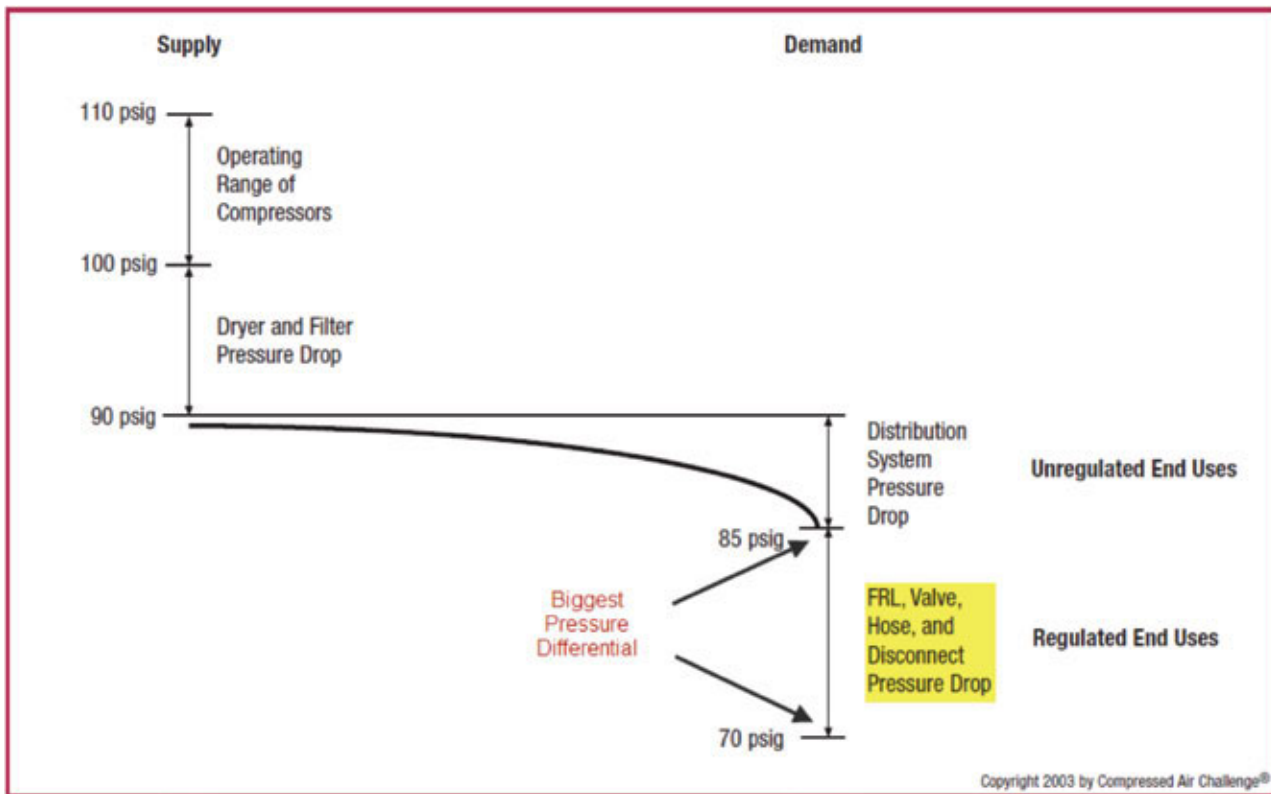 Supply
Demand
110 psig
Operating
Range of
Compressors
100 psig
Dryer and Filter
Pressure Drop
90 psig
Distribution
System
Pressure
Drop
Unregulated End Uses
85 psig
Biggest
Pressure
Differential
FRL, Valve,
Hose, and
Disconnect
Pressure Drop
Regulated End Uses
70 psig
Copyright 2003 by Compressed Air Challenge®